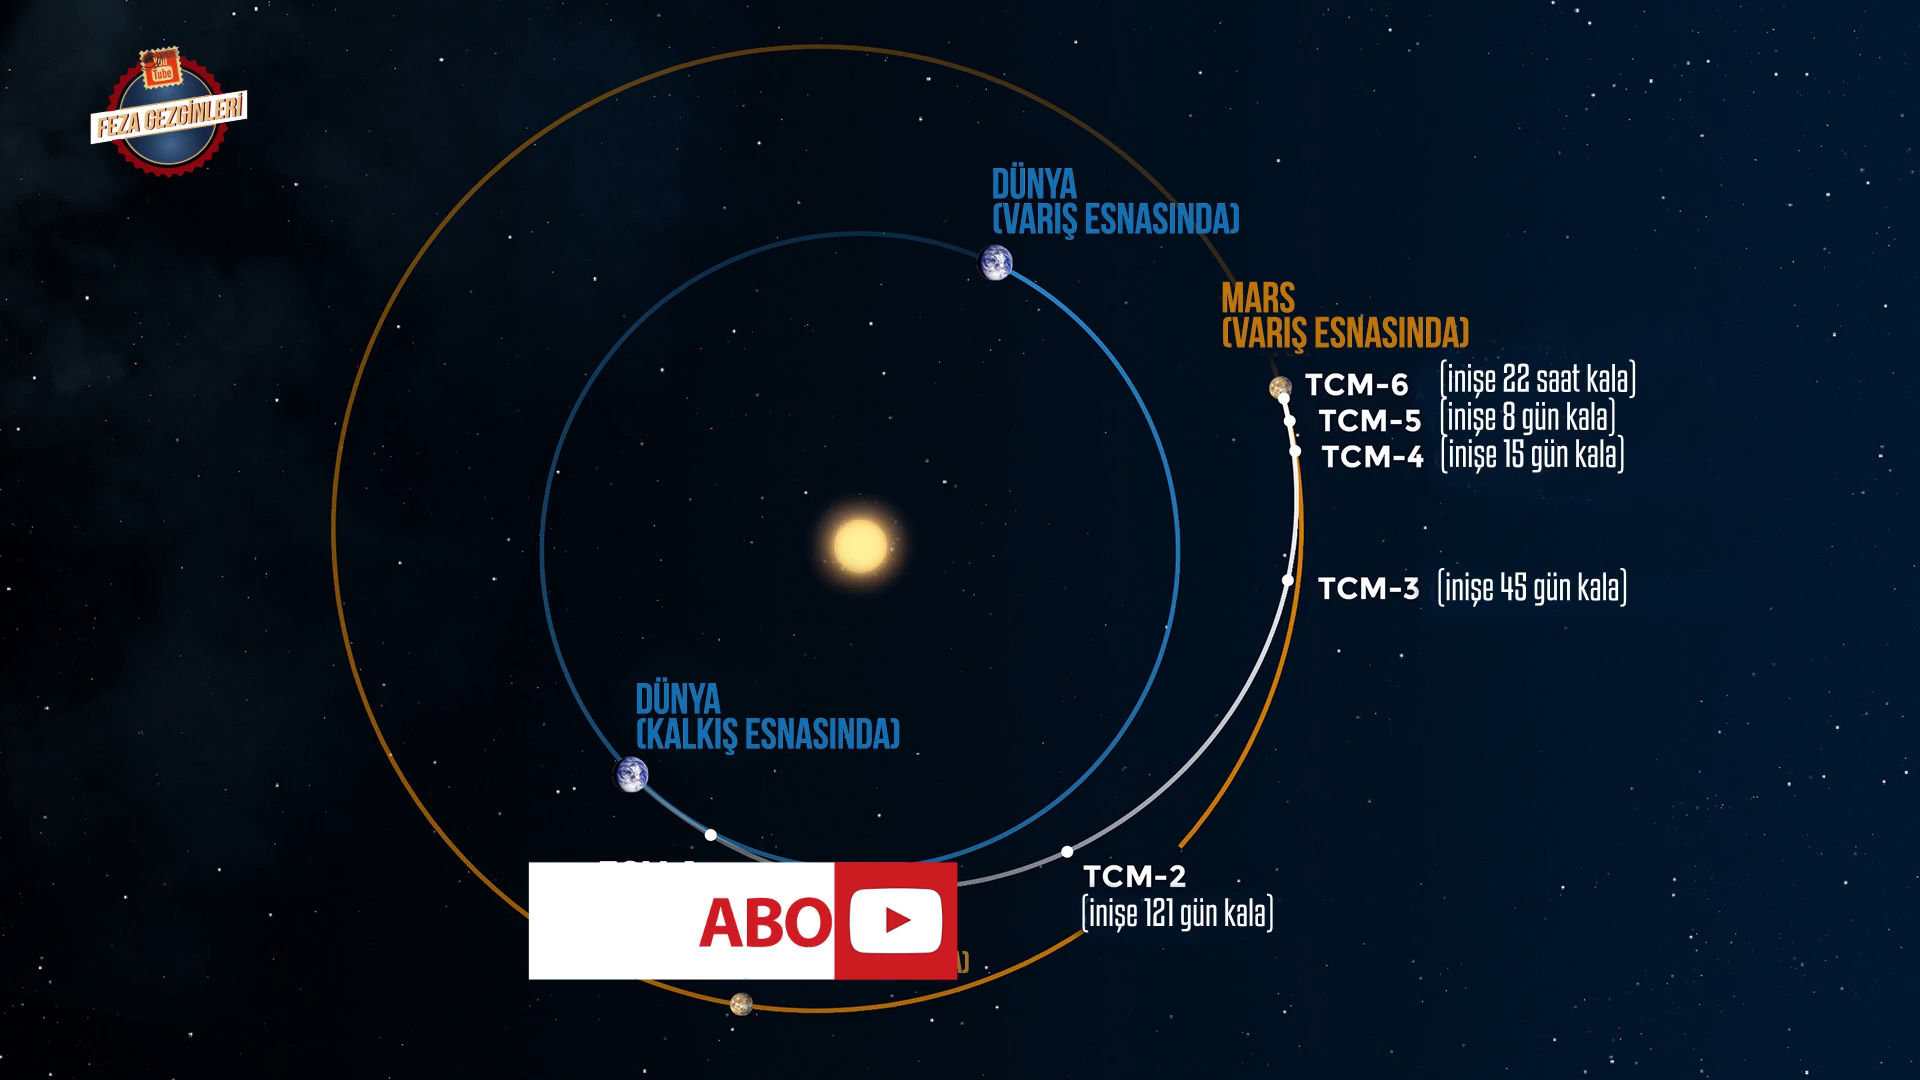 You
Tube
FEZA GEZGİNLERİ
DÜNYA
(VARIŞ ESNASINDA)
MARS
(VARIŞ ESNASINDA)
TCM-6 (inişe 22 saat kala)
TCM-5 (inişe 8 gün kala)
TCM-4 (inişe 15 gün kala)
TCM-3 (inişe 45 gün kala)
DÜNYA
(KALKIŞ ESNASINDA)
TCM-2
(inişe 121 gün kala)
ABO